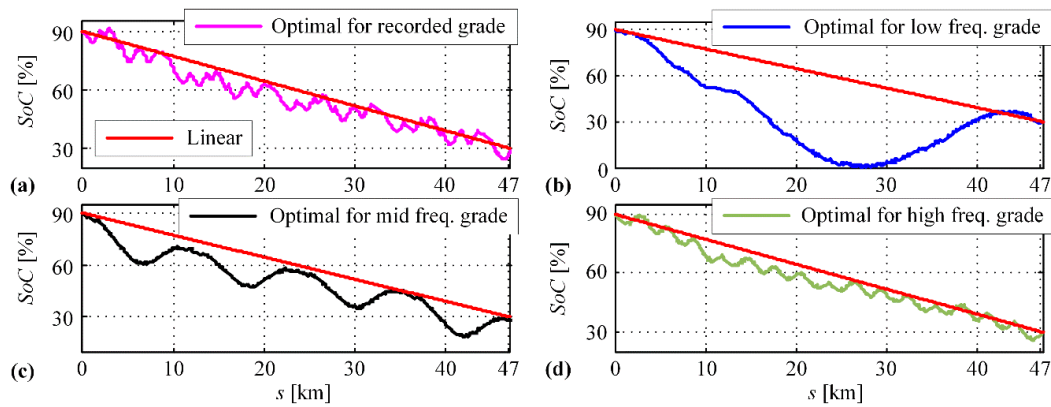 Optimal for recorded grade
90
60
30
SoC [%]
Linear
(a)
0 10 20 30 40 47
Optimal for low freq. grade
90
60
30
0
SoC [%]
(b)
0 10 20 30 40 47
Optimal for mid freq. grade
90
60
30
SoC [%]
(c)
0 10 20 30 40 47
s [km]
Optimal for high freq. grade
90
60
30
SoC [%]
(d)
0 10 20 30 40 47
s [km]